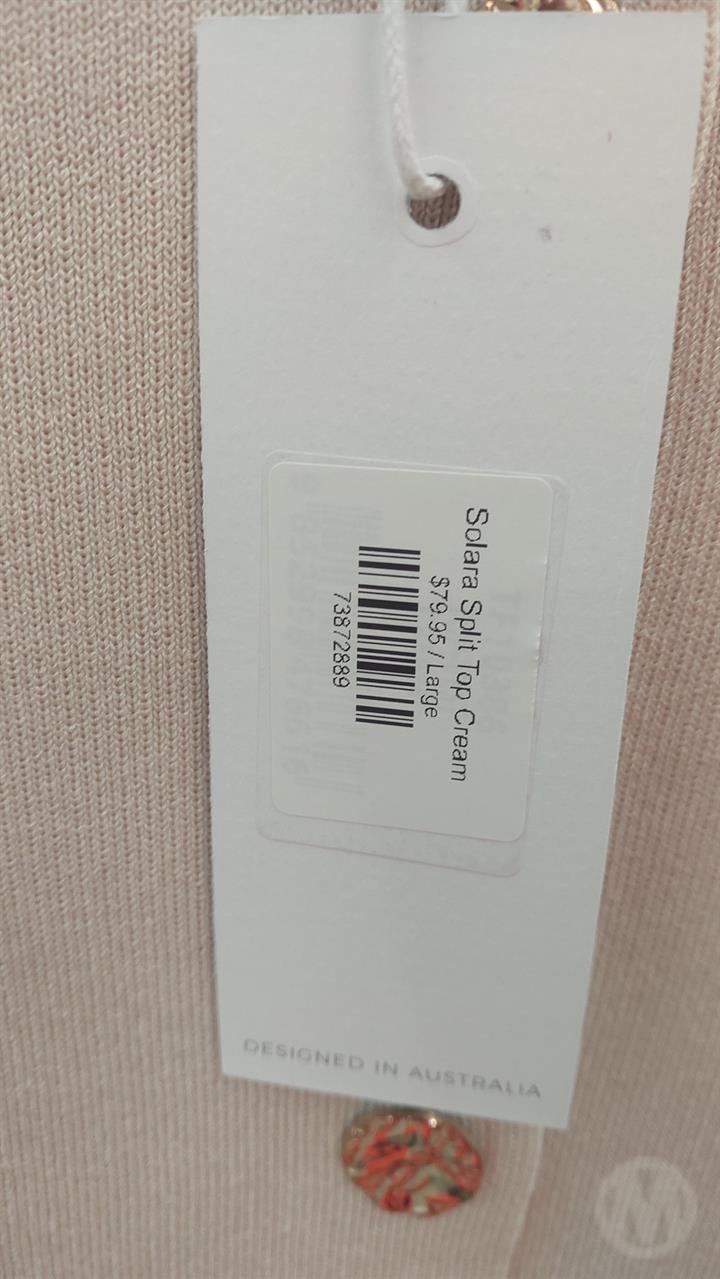 Solara Split Top Cream
$79.95 / Large
73872889
DESIGNED IN AUSTRALIA
M